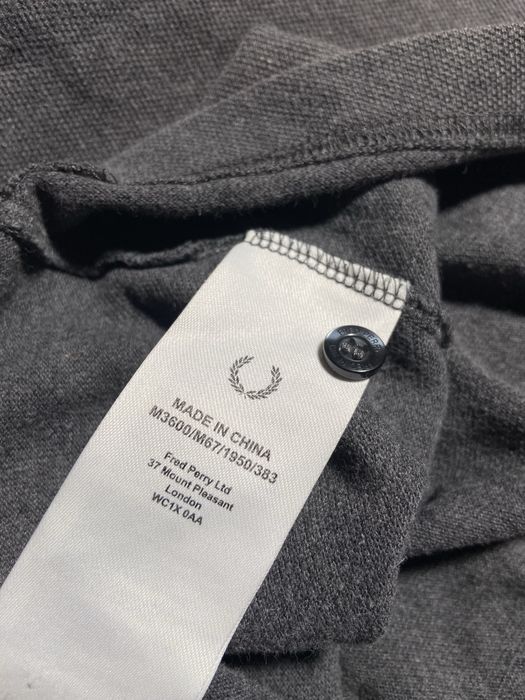 MADE IN CHINA
M3600/M67/1950/383
Fred Perry Ltd
37 Mount Pleasant
London
WC1X 0AA